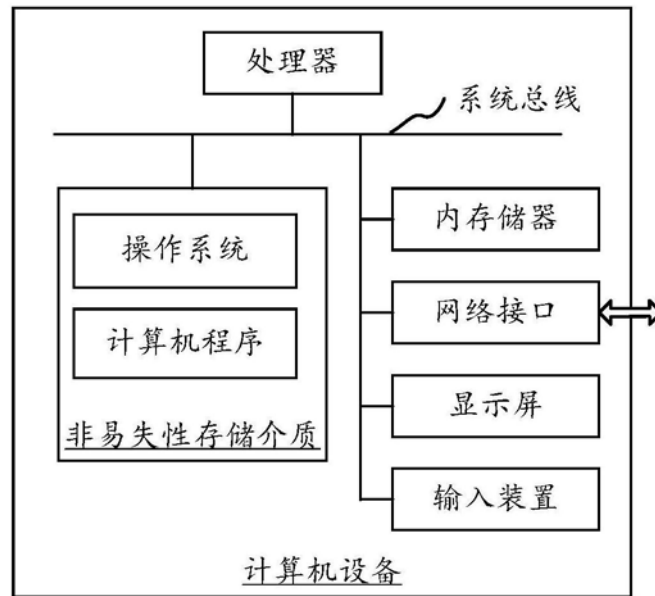 处理器
系统总线
操作系统
计算机程序
非易失性存储介质
内存储器
网络接口
显示屏
输入装置
计算机设备